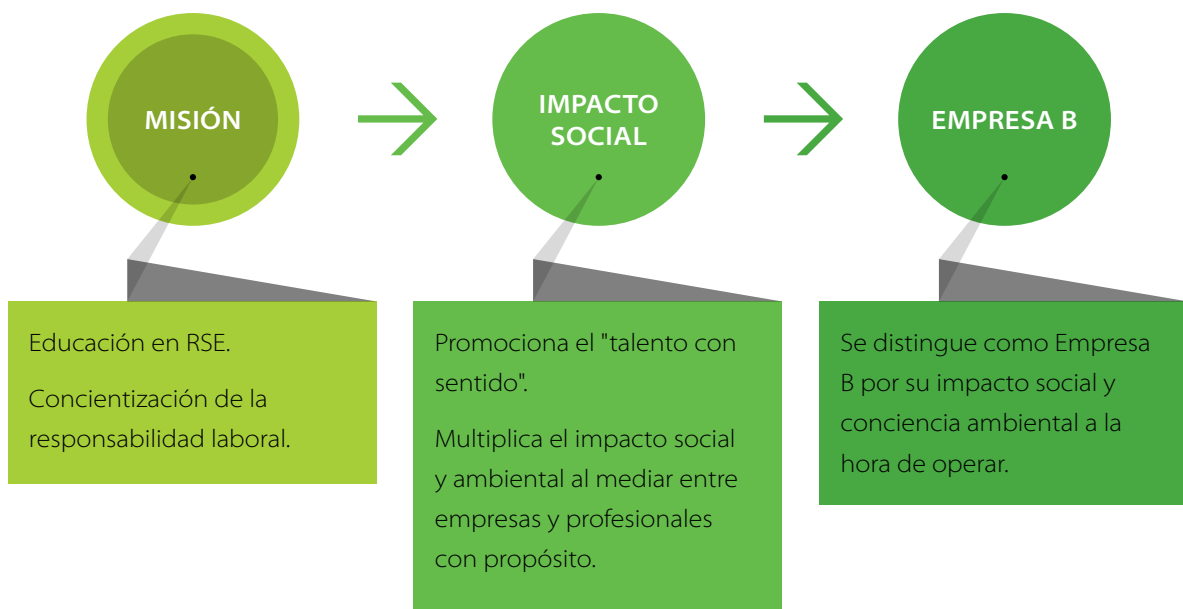 MISIÓN
IMPACTO
SOCIAL
EMPRESA B
Educación en RSE.
Concientización de la
responsabilidad laboral.
Promociona el "talento con
sentido".
Multiplica el impacto social
y ambiental al mediar entre
empresas y profesionales
con propósito.
Se distingue como Empresa
B por su impacto social y
conciencia ambiental a la
hora de operar.